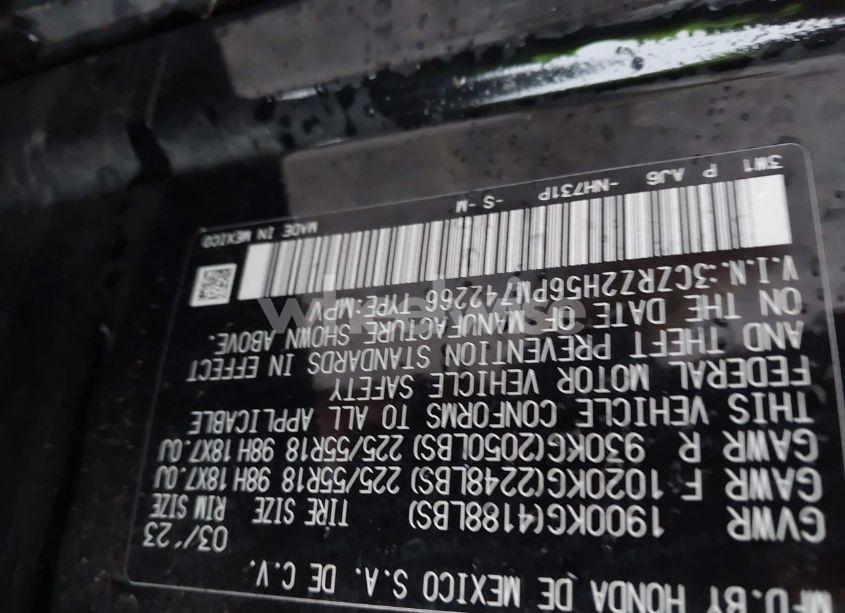 MFD.BY HONDA DE MEXICO S.A. DE C.V.
03/'23
GVWR 1900KG(4188LBS) TIRE SIZE RIM SIZE
GAWR F 1020KG(2248LBS) 225/55R18 98H 18X7.0J
GAWR R 930KG(2050LBS) 225/55R18 98H 18X7.0J
THIS VEHICLE CONFORMS TO ALL APPLICABLE
FEDERAL MOTOR VEHICLE SAFETY
AND THEFT PREVENTION STANDARDS IN EFFECT
ON THE DATE OF MANUFACTURE SHOWN ABOVE.
V.I.N.:3CZRZ2H56PM742266 TYPE:MPV
MADE IN MEXICO
-S -M
3W1 P AJ6 -NH731P